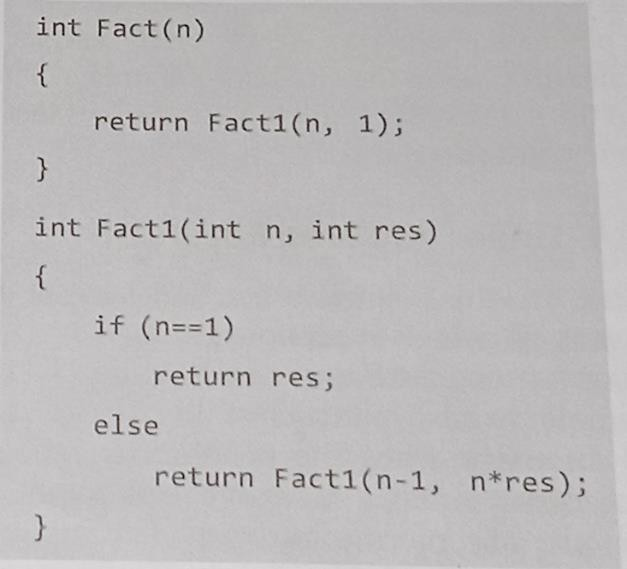 int Fact(n)
{
return Fact1(n, 1);
}
int Fact1(int n, int res)
{
if (n==1)
return res;
else
return Fact1(n-1, n*res);
}